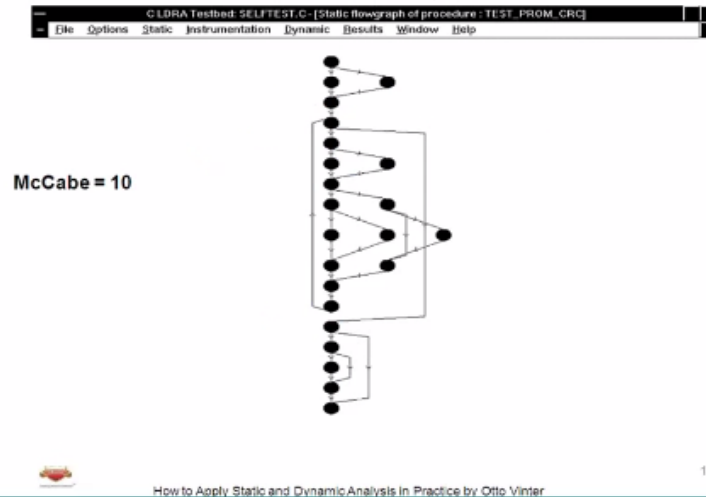 C LDRA Testbed: SELFTEST.C - [Static flowgraph of procedure : TEST_PROM_CRC]
File Options Static Instrumentation Dynamic Results Window Help
McCabe = 10
1
How to Apply Static and Dynamic Analysis in Practice by Otto Vinter